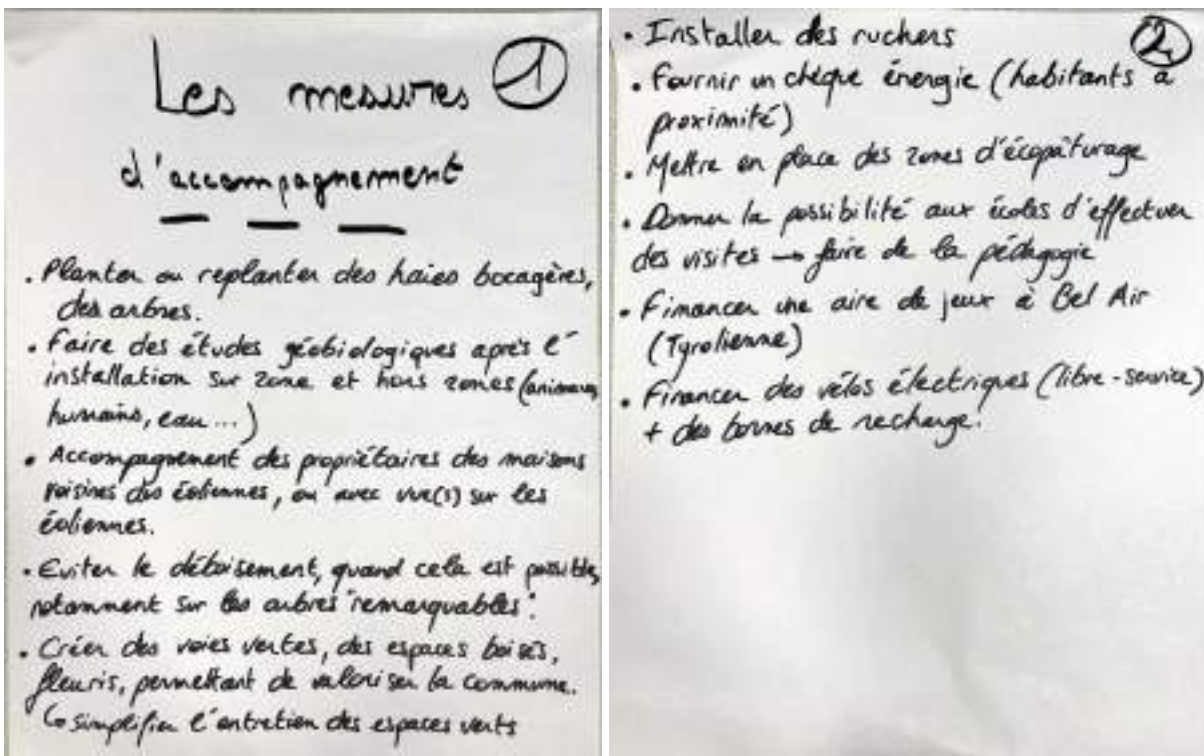 Les mesures ①
d'accompagnement
• Planter ou replanter des haies bocagères,
des arbres.
• Faire des études géobiologiques après l'
installation sur zone et hors zones (animaux,
humains, eau ...)
• Accompagnement des propriétaires des maisons
voisines des éoliennes, ou avec vue(s) sur les
éoliennes.
• Eviter le déboisement, quand cela est possible,
notamment sur les arbres "remarquables".
• Créer des voies vertes, des espaces boisés,
fleuris, permettant de valoriser la commune.
↳ simplifier l'entretien des espaces verts
②
• Installer des ruchers
• Fournir un chèque énergie (habitants à
proximité)
• Mettre en place des zones d'écopâturage
• Donner la possibilité aux écoles d'effectuer
des visites → faire de la pédagogie
• Financer une aire de jeux à Bel Air
(Tyrolienne)
• Financer des vélos électriques (libre-service)
+ des bornes de recharge.